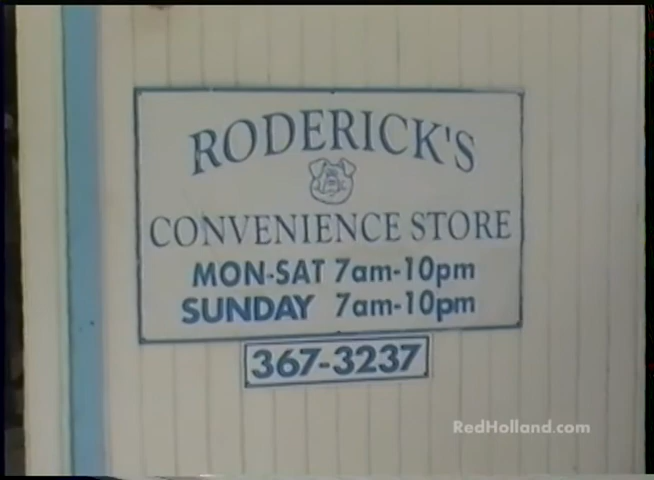 RODERICK'S
CONVENIENCE STORE
MON-SAT 7am-10pm
SUNDAY 7am-10pm
367-3237
RedHolland.com